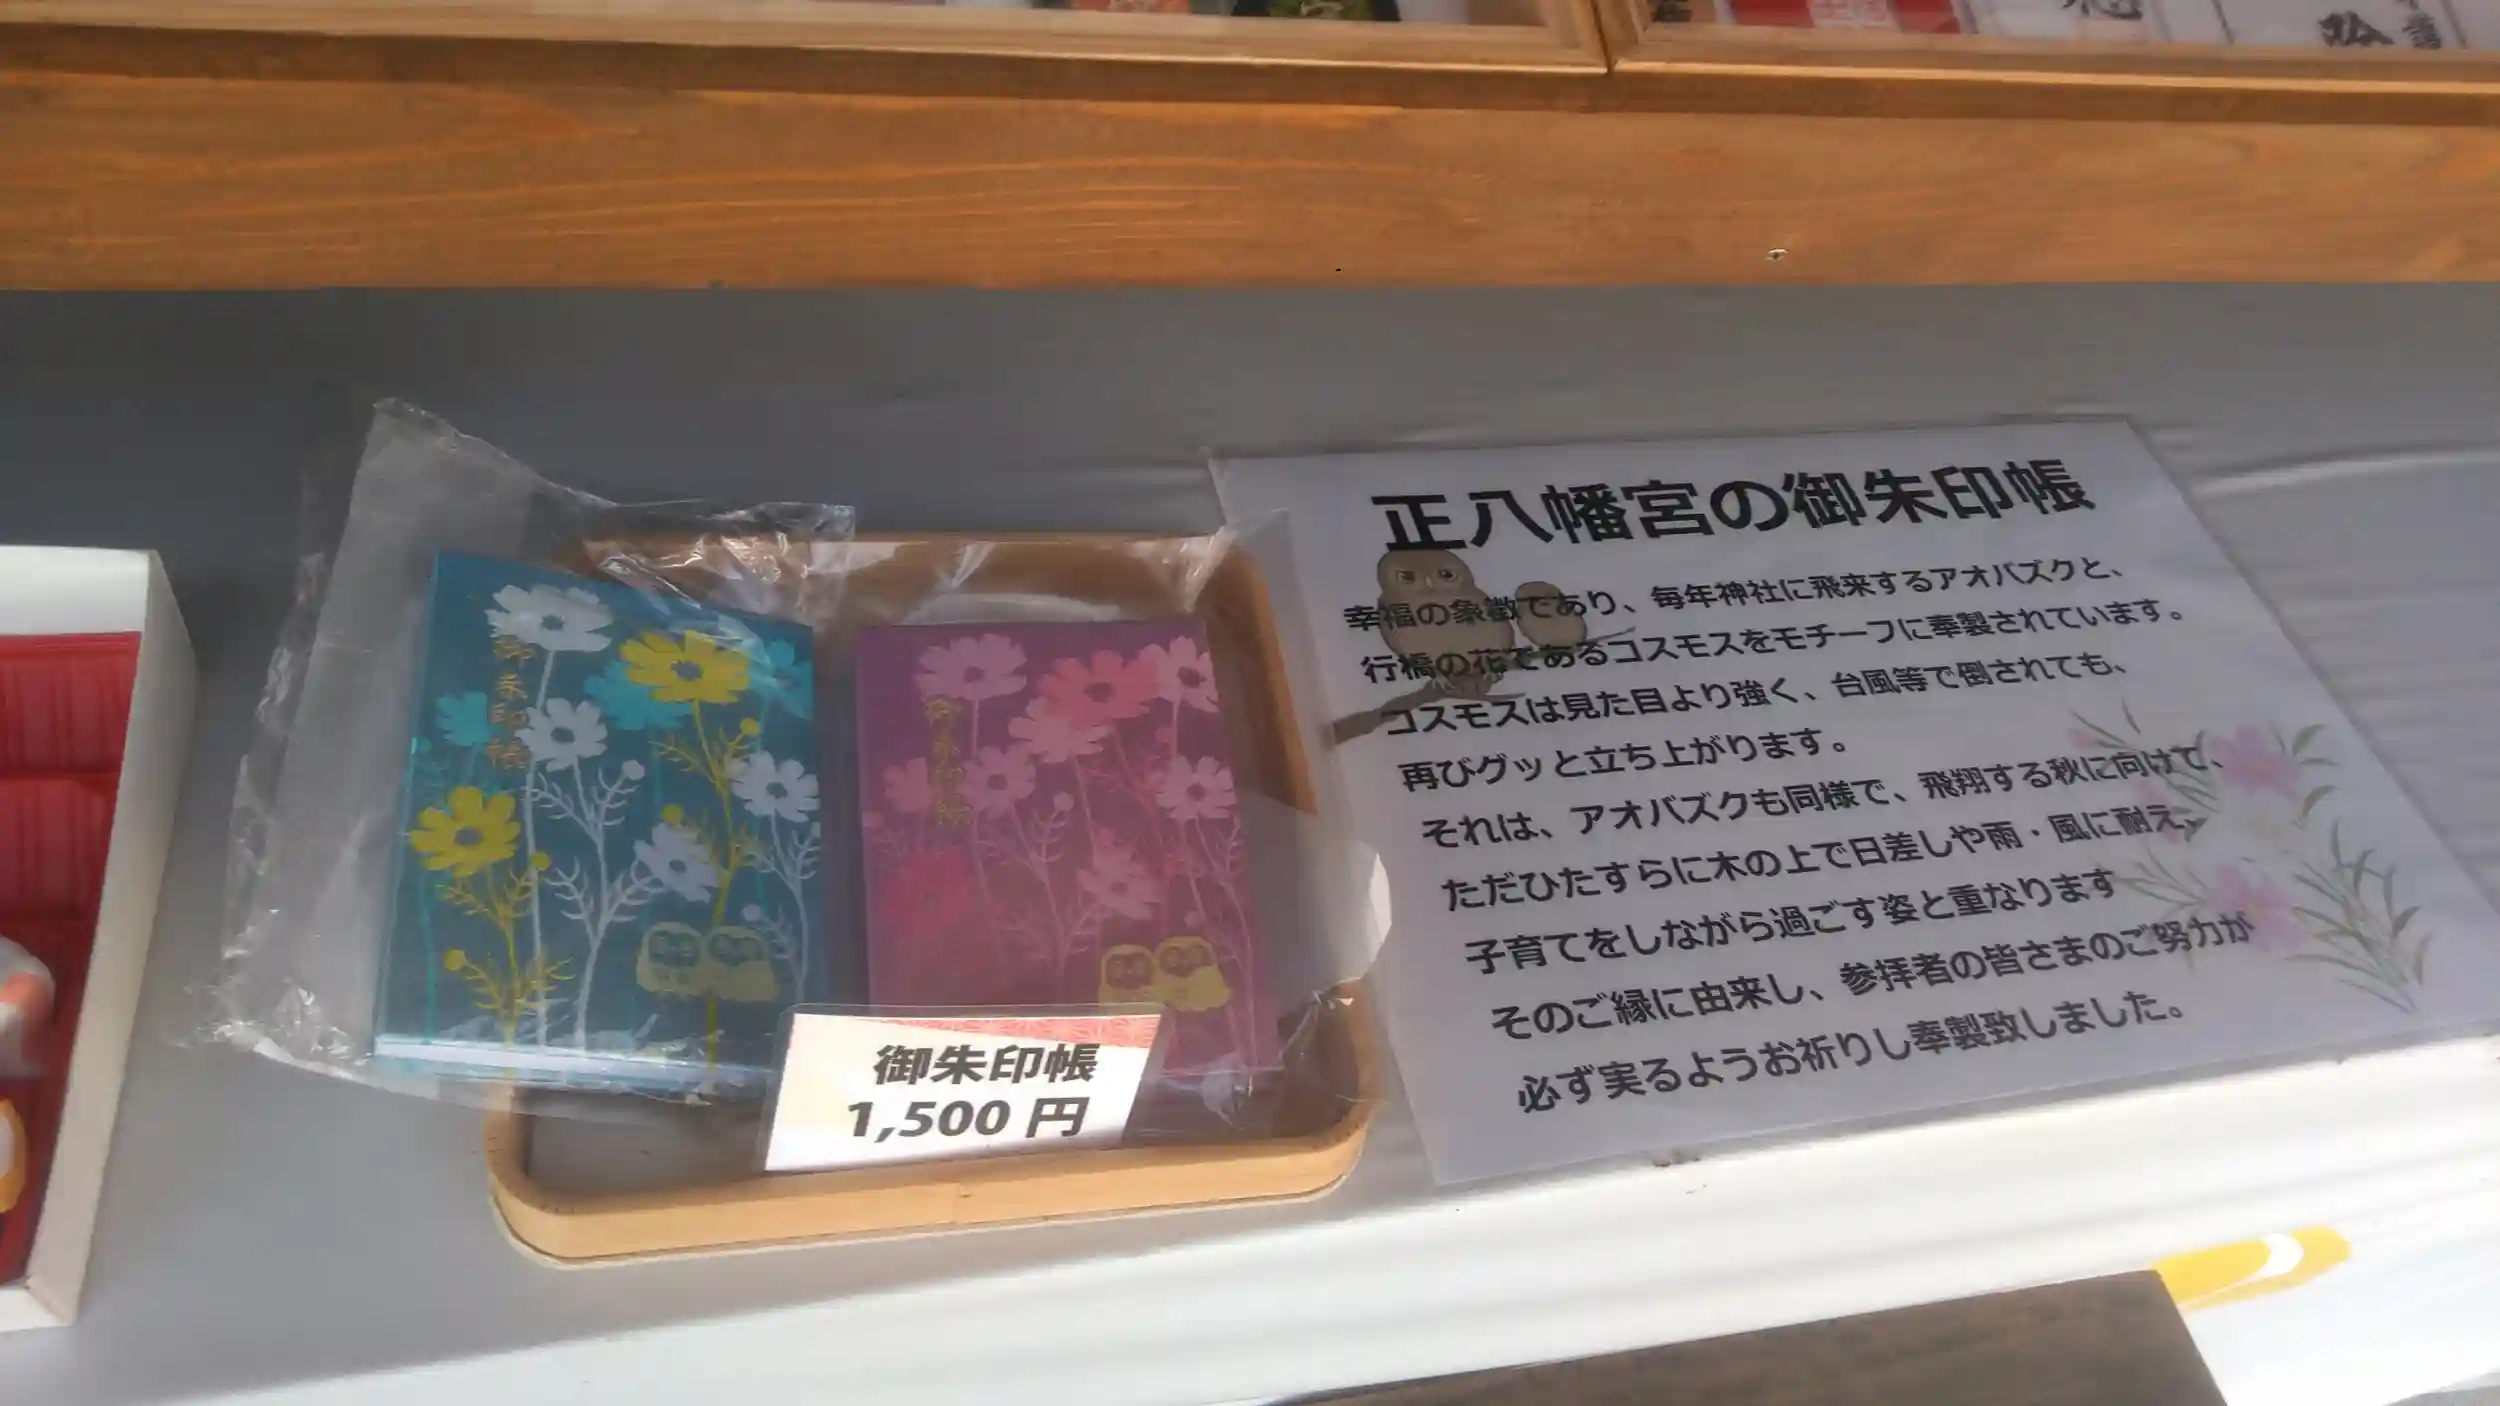 御朱印帳
御朱印帳
御朱印帳
1,500 円
正八幡宮の御朱印帳
幸福の象徴であり、毎年神社に飛来するアオバズクと、
行橋の花であるコスモスをモチーフに奉製されています。
コスモスは見た目より強く、台風等で倒されても、
再びグッと立ち上がります。
それは、アオバズクも同様で、飛翔する秋に向けて、
ただひたすらに木の上で日差しや雨・風に耐え、
子育てをしながら過ごす姿と重なります
そのご縁に由来し、参拝者の皆さまのご努力が
必ず実るようお祈りし奉製致しました。